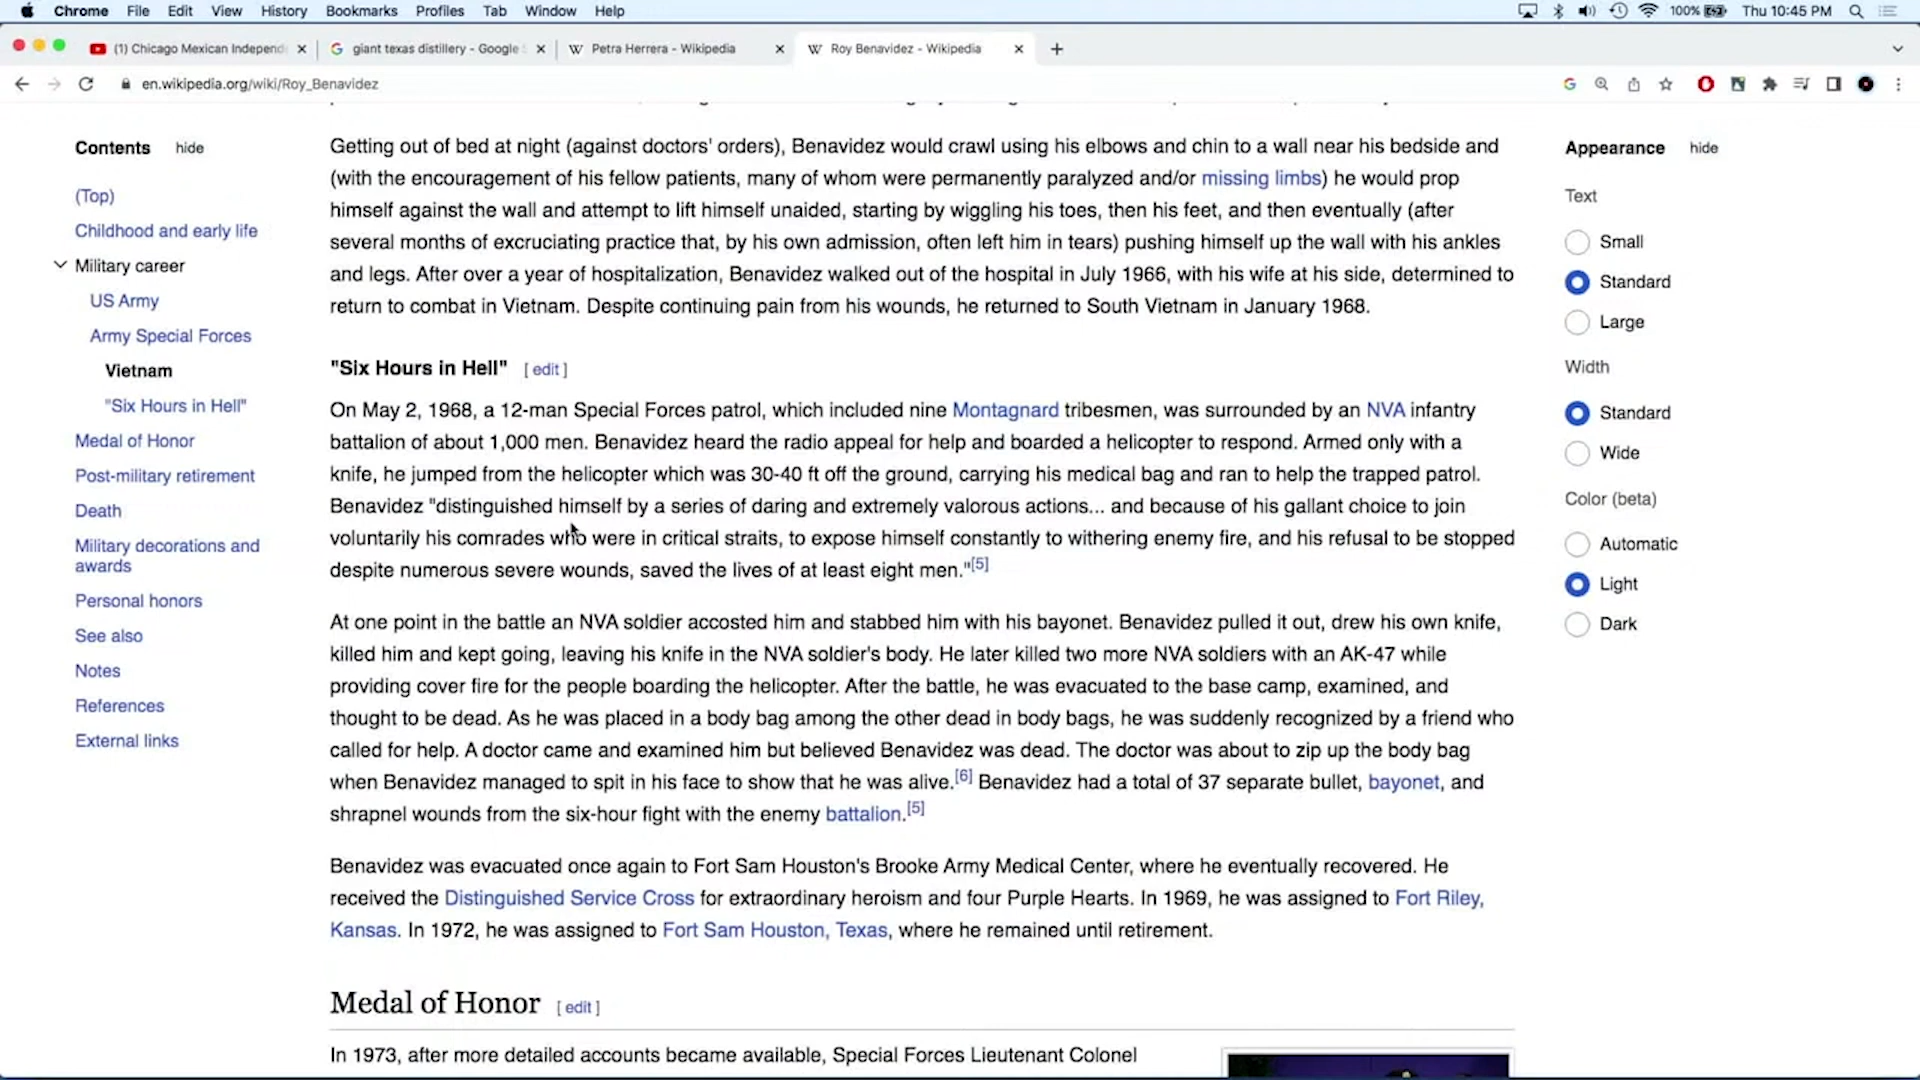 Chrome File Edit View History Bookmarks Profiles Tab Window Help 100% Thu 10:45 PM
(1) Chicago Mexican Independ giant texas distillery - Google Petra Herrera - Wikipedia Roy Benavidez - Wikipedia
en.wikipedia.org/wiki/Roy_Benavidez
Contents hide
(Top)
Childhood and early life
Military career
US Army
Army Special Forces
Vietnam
"Six Hours in Hell"
Medal of Honor
Post-military retirement
Death
Military decorations and
awards
Personal honors
See also
Notes
References
External links
Getting out of bed at night (against doctors' orders), Benavidez would crawl using his elbows and chin to a wall near his bedside and
(with the encouragement of his fellow patients, many of whom were permanently paralyzed and/or missing limbs) he would prop
himself against the wall and attempt to lift himself unaided, starting by wiggling his toes, then his feet, and then eventually (after
several months of excruciating practice that, by his own admission, often left him in tears) pushing himself up the wall with his ankles
and legs. After over a year of hospitalization, Benavidez walked out of the hospital in July 1966, with his wife at his side, determined to
return to combat in Vietnam. Despite continuing pain from his wounds, he returned to South Vietnam in January 1968.
"Six Hours in Hell" [ edit ]
On May 2, 1968, a 12-man Special Forces patrol, which included nine Montagnard tribesmen, was surrounded by an NVA infantry
battalion of about 1,000 men. Benavidez heard the radio appeal for help and boarded a helicopter to respond. Armed only with a
knife, he jumped from the helicopter which was 30-40 ft off the ground, carrying his medical bag and ran to help the trapped patrol.
Benavidez "distinguished himself by a series of daring and extremely valorous actions... and because of his gallant choice to join
voluntarily his comrades who were in critical straits, to expose himself constantly to withering enemy fire, and his refusal to be stopped
despite numerous severe wounds, saved the lives of at least eight men."[5]
At one point in the battle an NVA soldier accosted him and stabbed him with his bayonet. Benavidez pulled it out, drew his own knife,
killed him and kept going, leaving his knife in the NVA soldier's body. He later killed two more NVA soldiers with an AK-47 while
providing cover fire for the people boarding the helicopter. After the battle, he was evacuated to the base camp, examined, and
thought to be dead. As he was placed in a body bag among the other dead in body bags, he was suddenly recognized by a friend who
called for help. A doctor came and examined him but believed Benavidez was dead. The doctor was about to zip up the body bag
when Benavidez managed to spit in his face to show that he was alive.[6] Benavidez had a total of 37 separate bullet, bayonet, and
shrapnel wounds from the six-hour fight with the enemy battalion.[5]
Benavidez was evacuated once again to Fort Sam Houston's Brooke Army Medical Center, where he eventually recovered. He
received the Distinguished Service Cross for extraordinary heroism and four Purple Hearts. In 1969, he was assigned to Fort Riley,
Kansas. In 1972, he was assigned to Fort Sam Houston, Texas, where he remained until retirement.
Medal of Honor [ edit ]
In 1973, after more detailed accounts became available, Special Forces Lieutenant Colonel
Appearance hide
Text
Small
Standard
Large
Width
Standard
Wide
Color (beta)
Automatic
Light
Dark